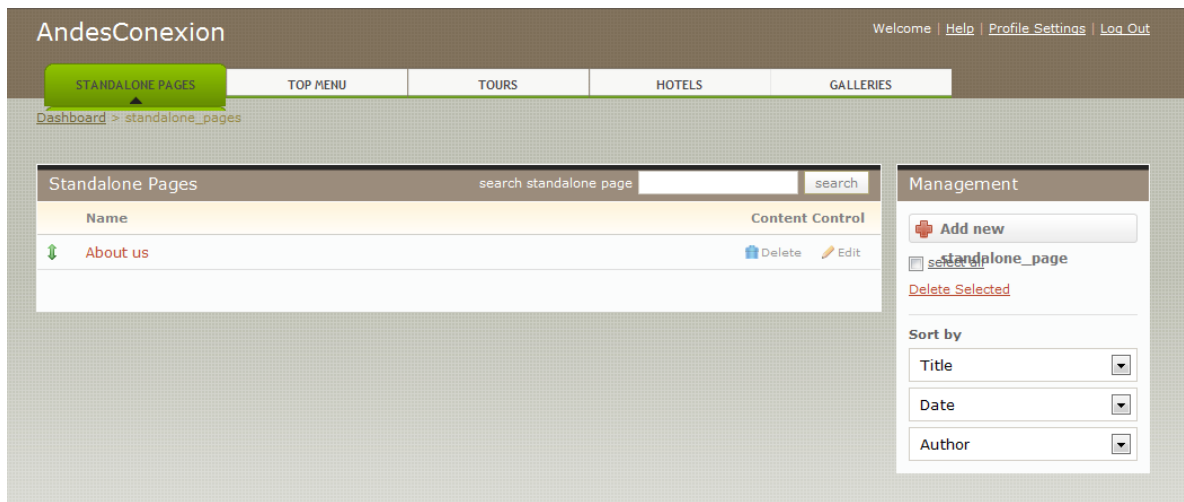 AndesConexion
Welcome | Help | Profile Settings | Log Out
STANDALONE PAGES TOP MENU TOURS HOTELS GALLERIES
Dashboard > standalone_pages
Standalone Pages search standalone page search
Name Content Control
About us Delete Edit
Management
Add new
standalone_page
select all
Delete Selected
Sort by
Title
Date
Author